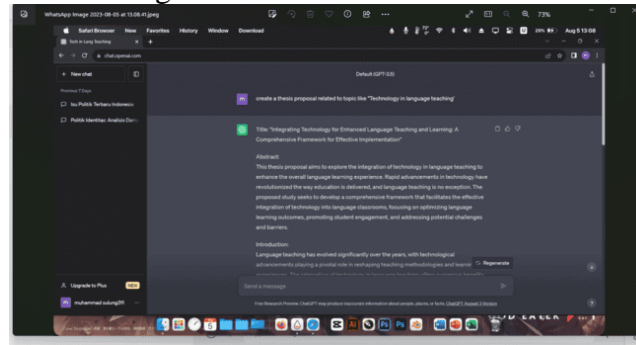 WhatsApp Image 2023-08-05 at 13.08.41.jpeg
73%
Safari Browser New Favorites History Window Download
Aug 5 13:08
Tech in Lang Teaching
chat.openai.com
New chat
Default (GPT-3.5)
Previous 7 Days
Isu Politik Terbaru Indonesia
Politik Identitas: Analisis
create a thesis proposal related to topic like "Technology in language teaching'
Title: "Integrating Technology for Enhanced Language Teaching and Learning: A
Comprehensive Framework for Effective Implementation"
Abstract:
This thesis proposal aims to explore the integration of technology in language teaching to
enhance the overall language learning experience. Rapid advancements in technology have
revolutionized the way education is delivered, and language teaching is no exception. The
proposed study seeks to develop a comprehensive framework that facilitates the effective
integration of technology into language classrooms, focusing on optimizing language
learning outcomes, promoting student engagement, and addressing potential challenges
and barriers.
Introduction:
Language teaching has evolved significantly over the years, with technological
advancements playing a pivotal role in reshaping teaching methodologies and
Regenerate
Upgrade to Plus NEW
Send a message
muhammad sulung311
Free Research Preview. ChatGPT may produce inaccurate information about people, places, or facts. ChatGPT August 3 Version